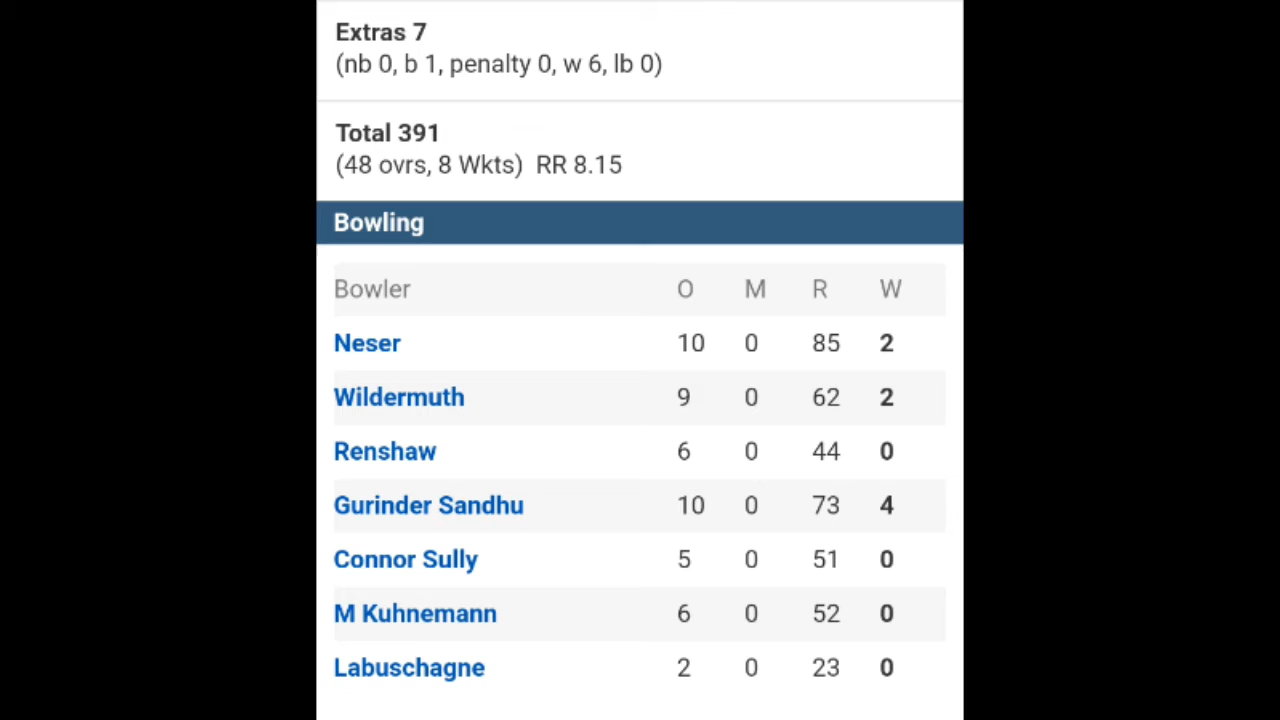 Extras 7
(nb 0, b 1, penalty 0, w 6, lb 0)
Total 391
(48 ovrs, 8 Wkts) RR 8.15
Bowling
Bowler O M R W
Neser 10 0 85 2
Wildermuth 9 0 62 2
Renshaw 6 0 44 0
Gurinder Sandhu 10 0 73 4
Connor Sully 5 0 51 0
M Kuhnemann 6 0 52 0
Labuschagne 2 0 23 0